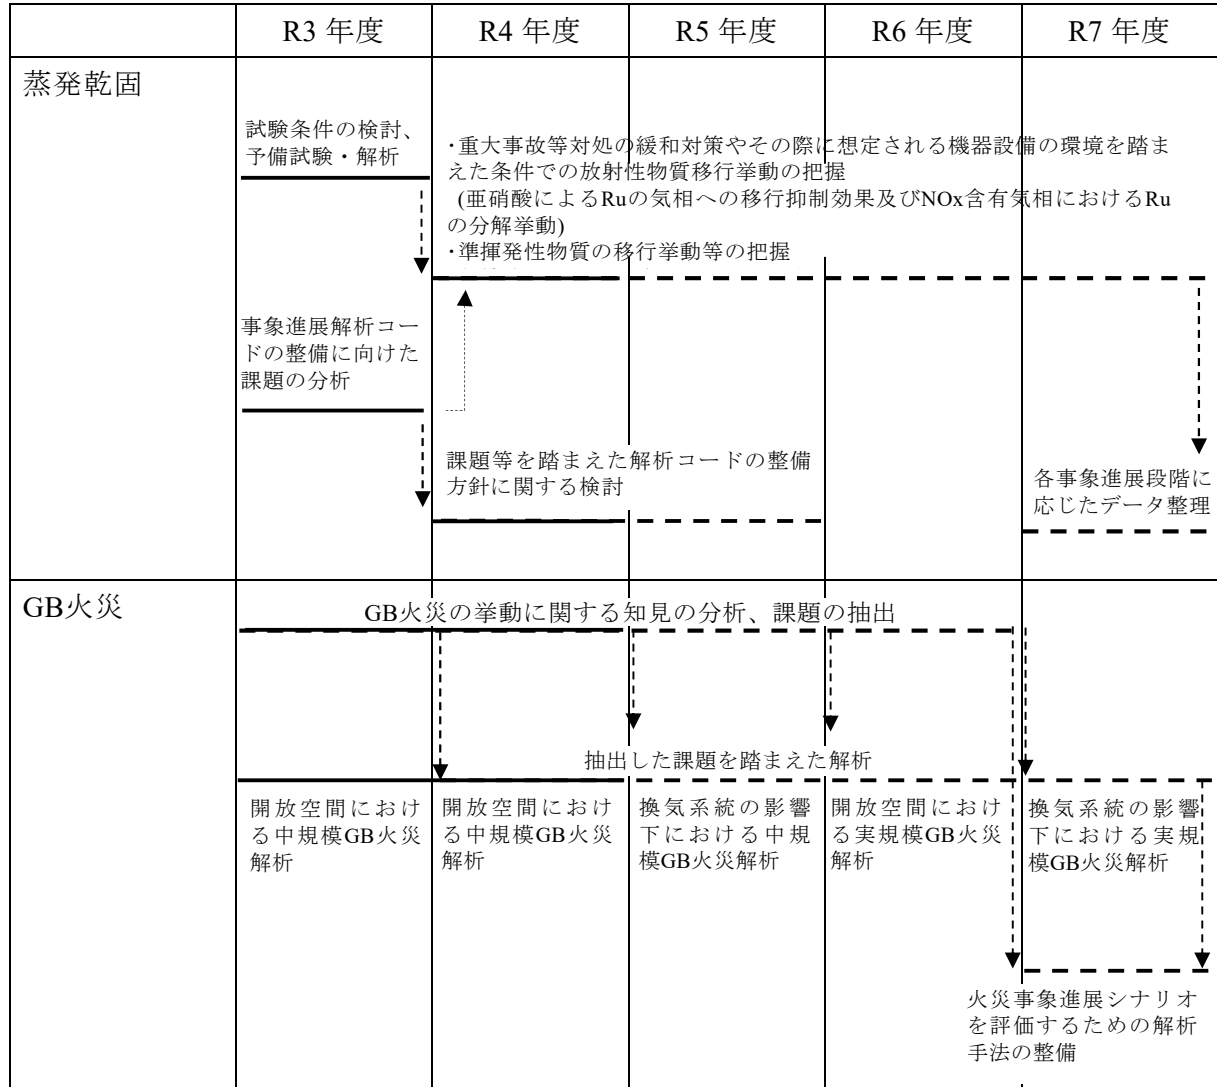 R3 年度 R4 年度 R5 年度 R6 年度 R7 年度
蒸発乾固
試験条件の検討、
予備試験・解析
・重大事故等対処の緩和対策やその際に想定される機器設備の環境を踏ま
えた条件での放射性物質移行挙動の把握
(亜硝酸によるRuの気相への移行抑制効果及びNOx含有気相におけるRu
の分解挙動)
・準揮発性物質の移行挙動等の把握
事象進展解析コー
ドの整備に向けた
課題の分析
課題等を踏まえた解析コードの整備
方針に関する検討
各事象進展段階に
応じたデータ整理
GB火災
GB火災の挙動に関する知見の分析、課題の抽出
抽出した課題を踏まえた解析
開放空間におけ
る中規模GB火災
解析
開放空間におけ
る中規模GB火災
解析
換気系統の影響
下における中規
模GB火災解析
開放空間におけ
る実規模GB火災
解析
換気系統の影響
下における実規
模GB火災解析
火災事象進展シナリオ
を評価するための解析
手法の整備